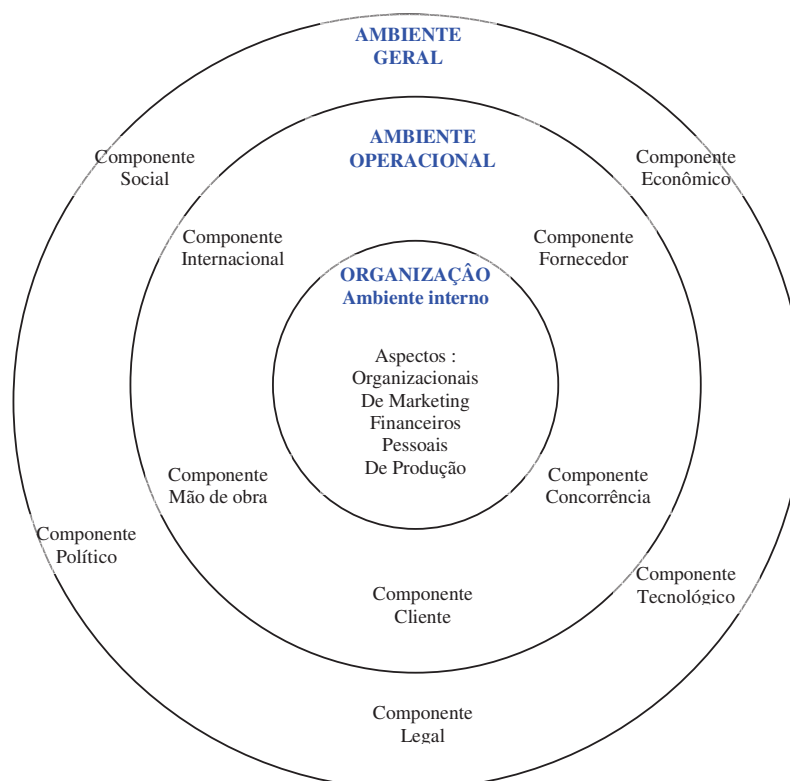 AMBIENTE
GERAL
AMBIENTE
OPERACIONAL
Componente
Social
Componente
Econômico
Componente
Internacional
Componente
Fornecedor
ORGANIZAÇÂO
Ambiente interno
Aspectos :
Organizacionais
De Marketing
Financeiros
Pessoais
De Produção
Componente
Mão de obra
Componente
Concorrência
Componente
Político
Componente
Tecnológico
Componente
Cliente
Componente
Legal